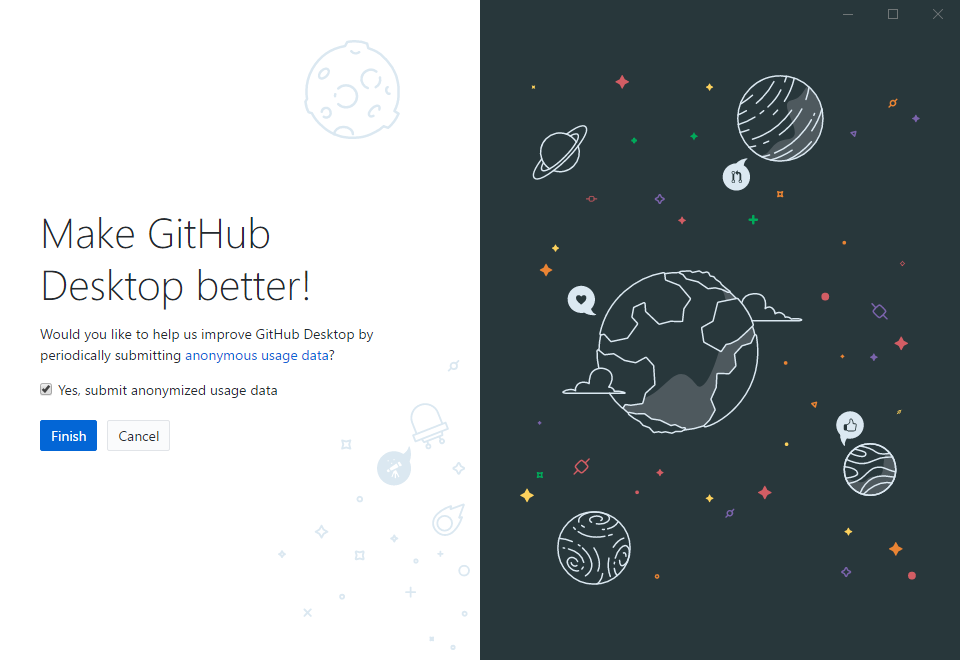 Make GitHub
Desktop better!
Would you like to help us improve GitHub Desktop by
periodically submitting anonymous usage data?
Yes, submit anonymized usage data
Finish
Cancel